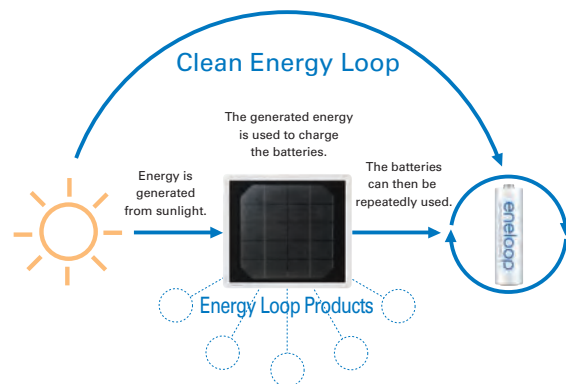 Clean Energy Loop
The generated energy
is used to charge
the batteries.
Energy is
generated
from sunlight.
The batteries
can then be
repeatedly used.
eneloop
Energy Loop Products